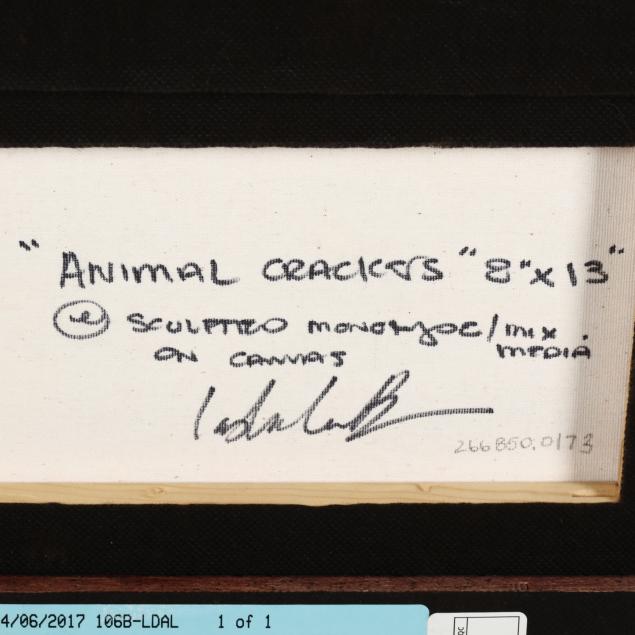 "ANIMAL CRACKERS" 8"x13"
SCULPTED MONOTYPE/MIX.
ON CANVAS MEDIA
266850.0173
4/06/2017 106B-LDAL 1 of 1